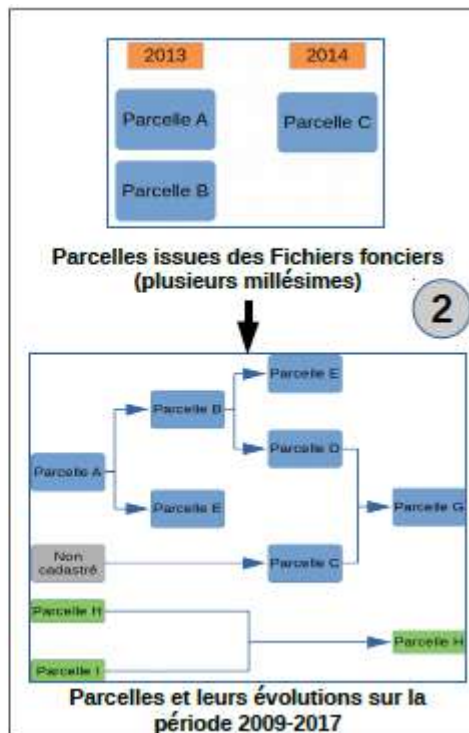 2013
2014
Parcelle A
Parcelle C
Parcelle B
Parcelles issues des Fichiers fonciers
(plusieurs millésimes)
2
Parcelle E
Parcelle B
Parcelle A
Parcelle D
Parcelle E
Parcelle G
Non
cadastré
Parcelle C
Parcelle H
Parcelle H
Parcelle I
Parcelles et leurs évolutions sur la
période 2009-2017